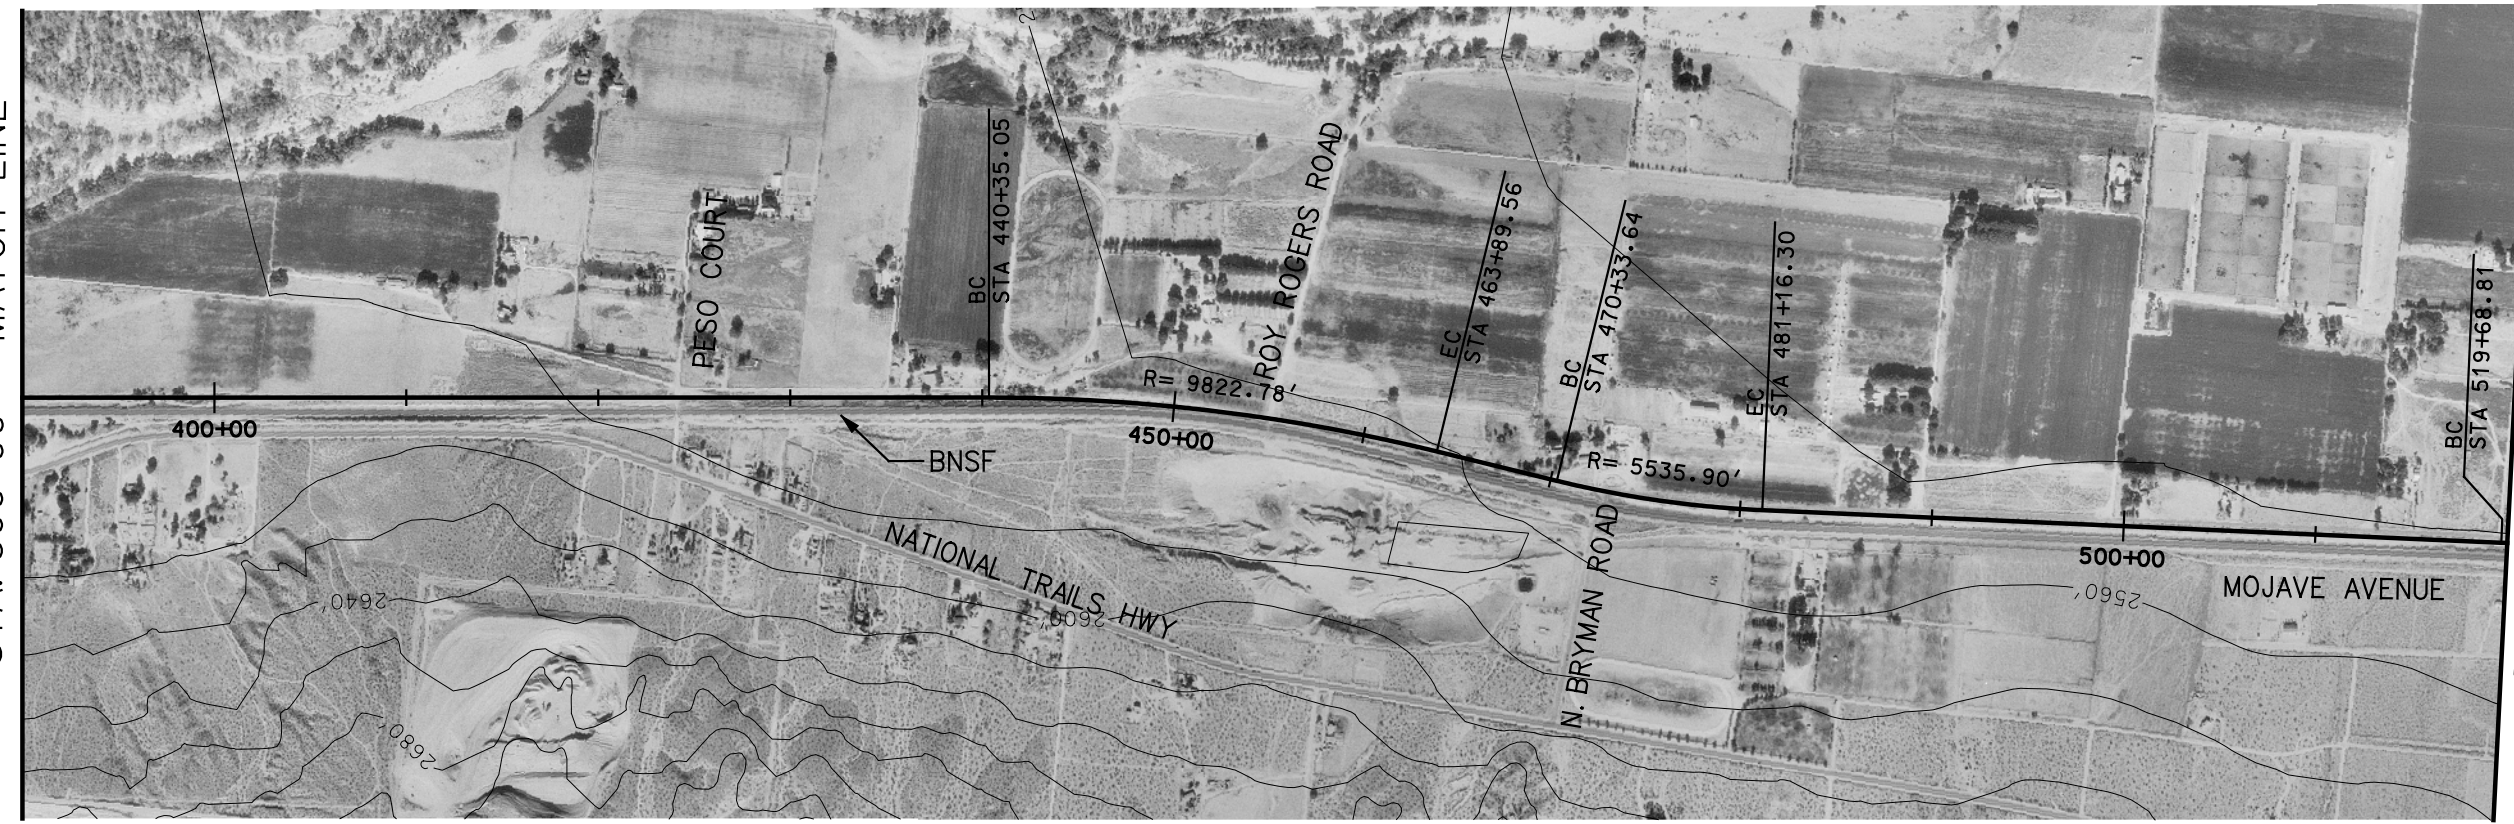 MATCH LINE
PESO COURT
BC
STA 440+35.05
ROY ROGERS ROAD
EC
STA 463+89.56
BC
STA 470+33.64
EC
STA 481+16.30
BC
STA 519+68.81
R= 9822.78'
R= 5535.90'
400+00
450+00
500+00
BNSF
NATIONAL TRAILS HWY
N. BRYMAN ROAD
MOJAVE AVENUE
2640'
2600'
2560'
2680'